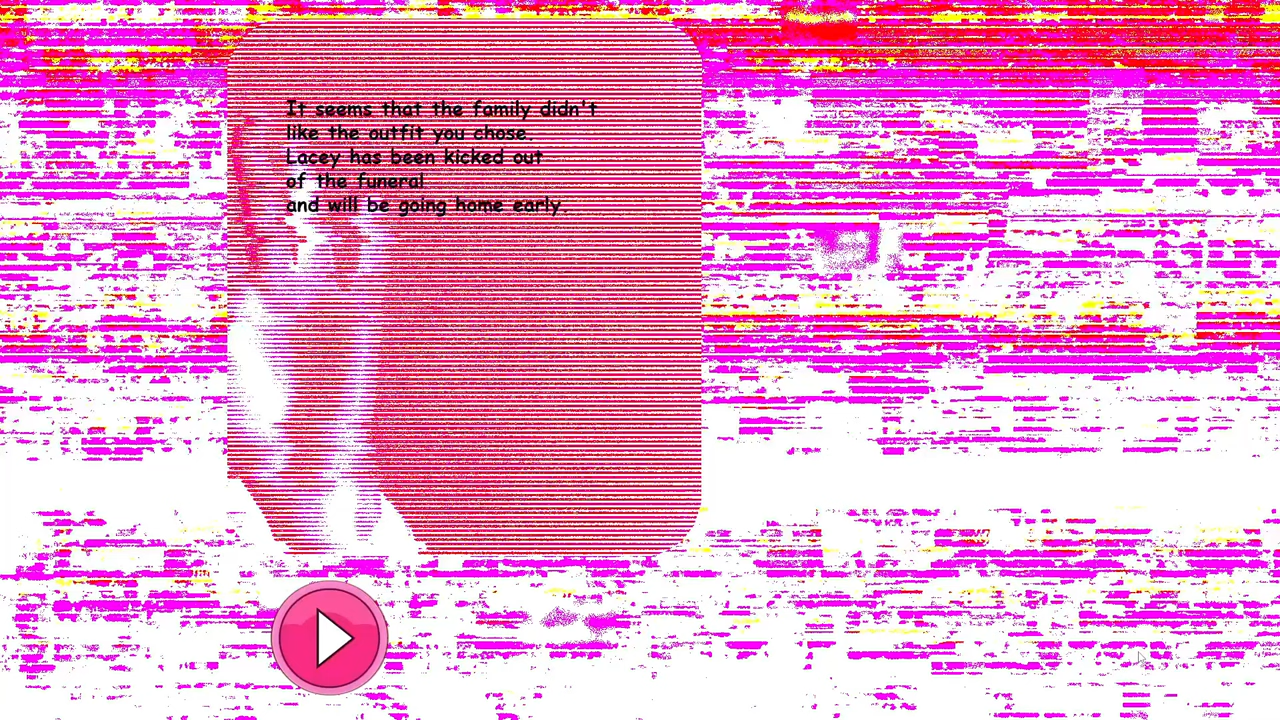 It seems that the family didn't
like the outfit you chose.
Lacey has been kicked out
of the funeral
and will be going home early.